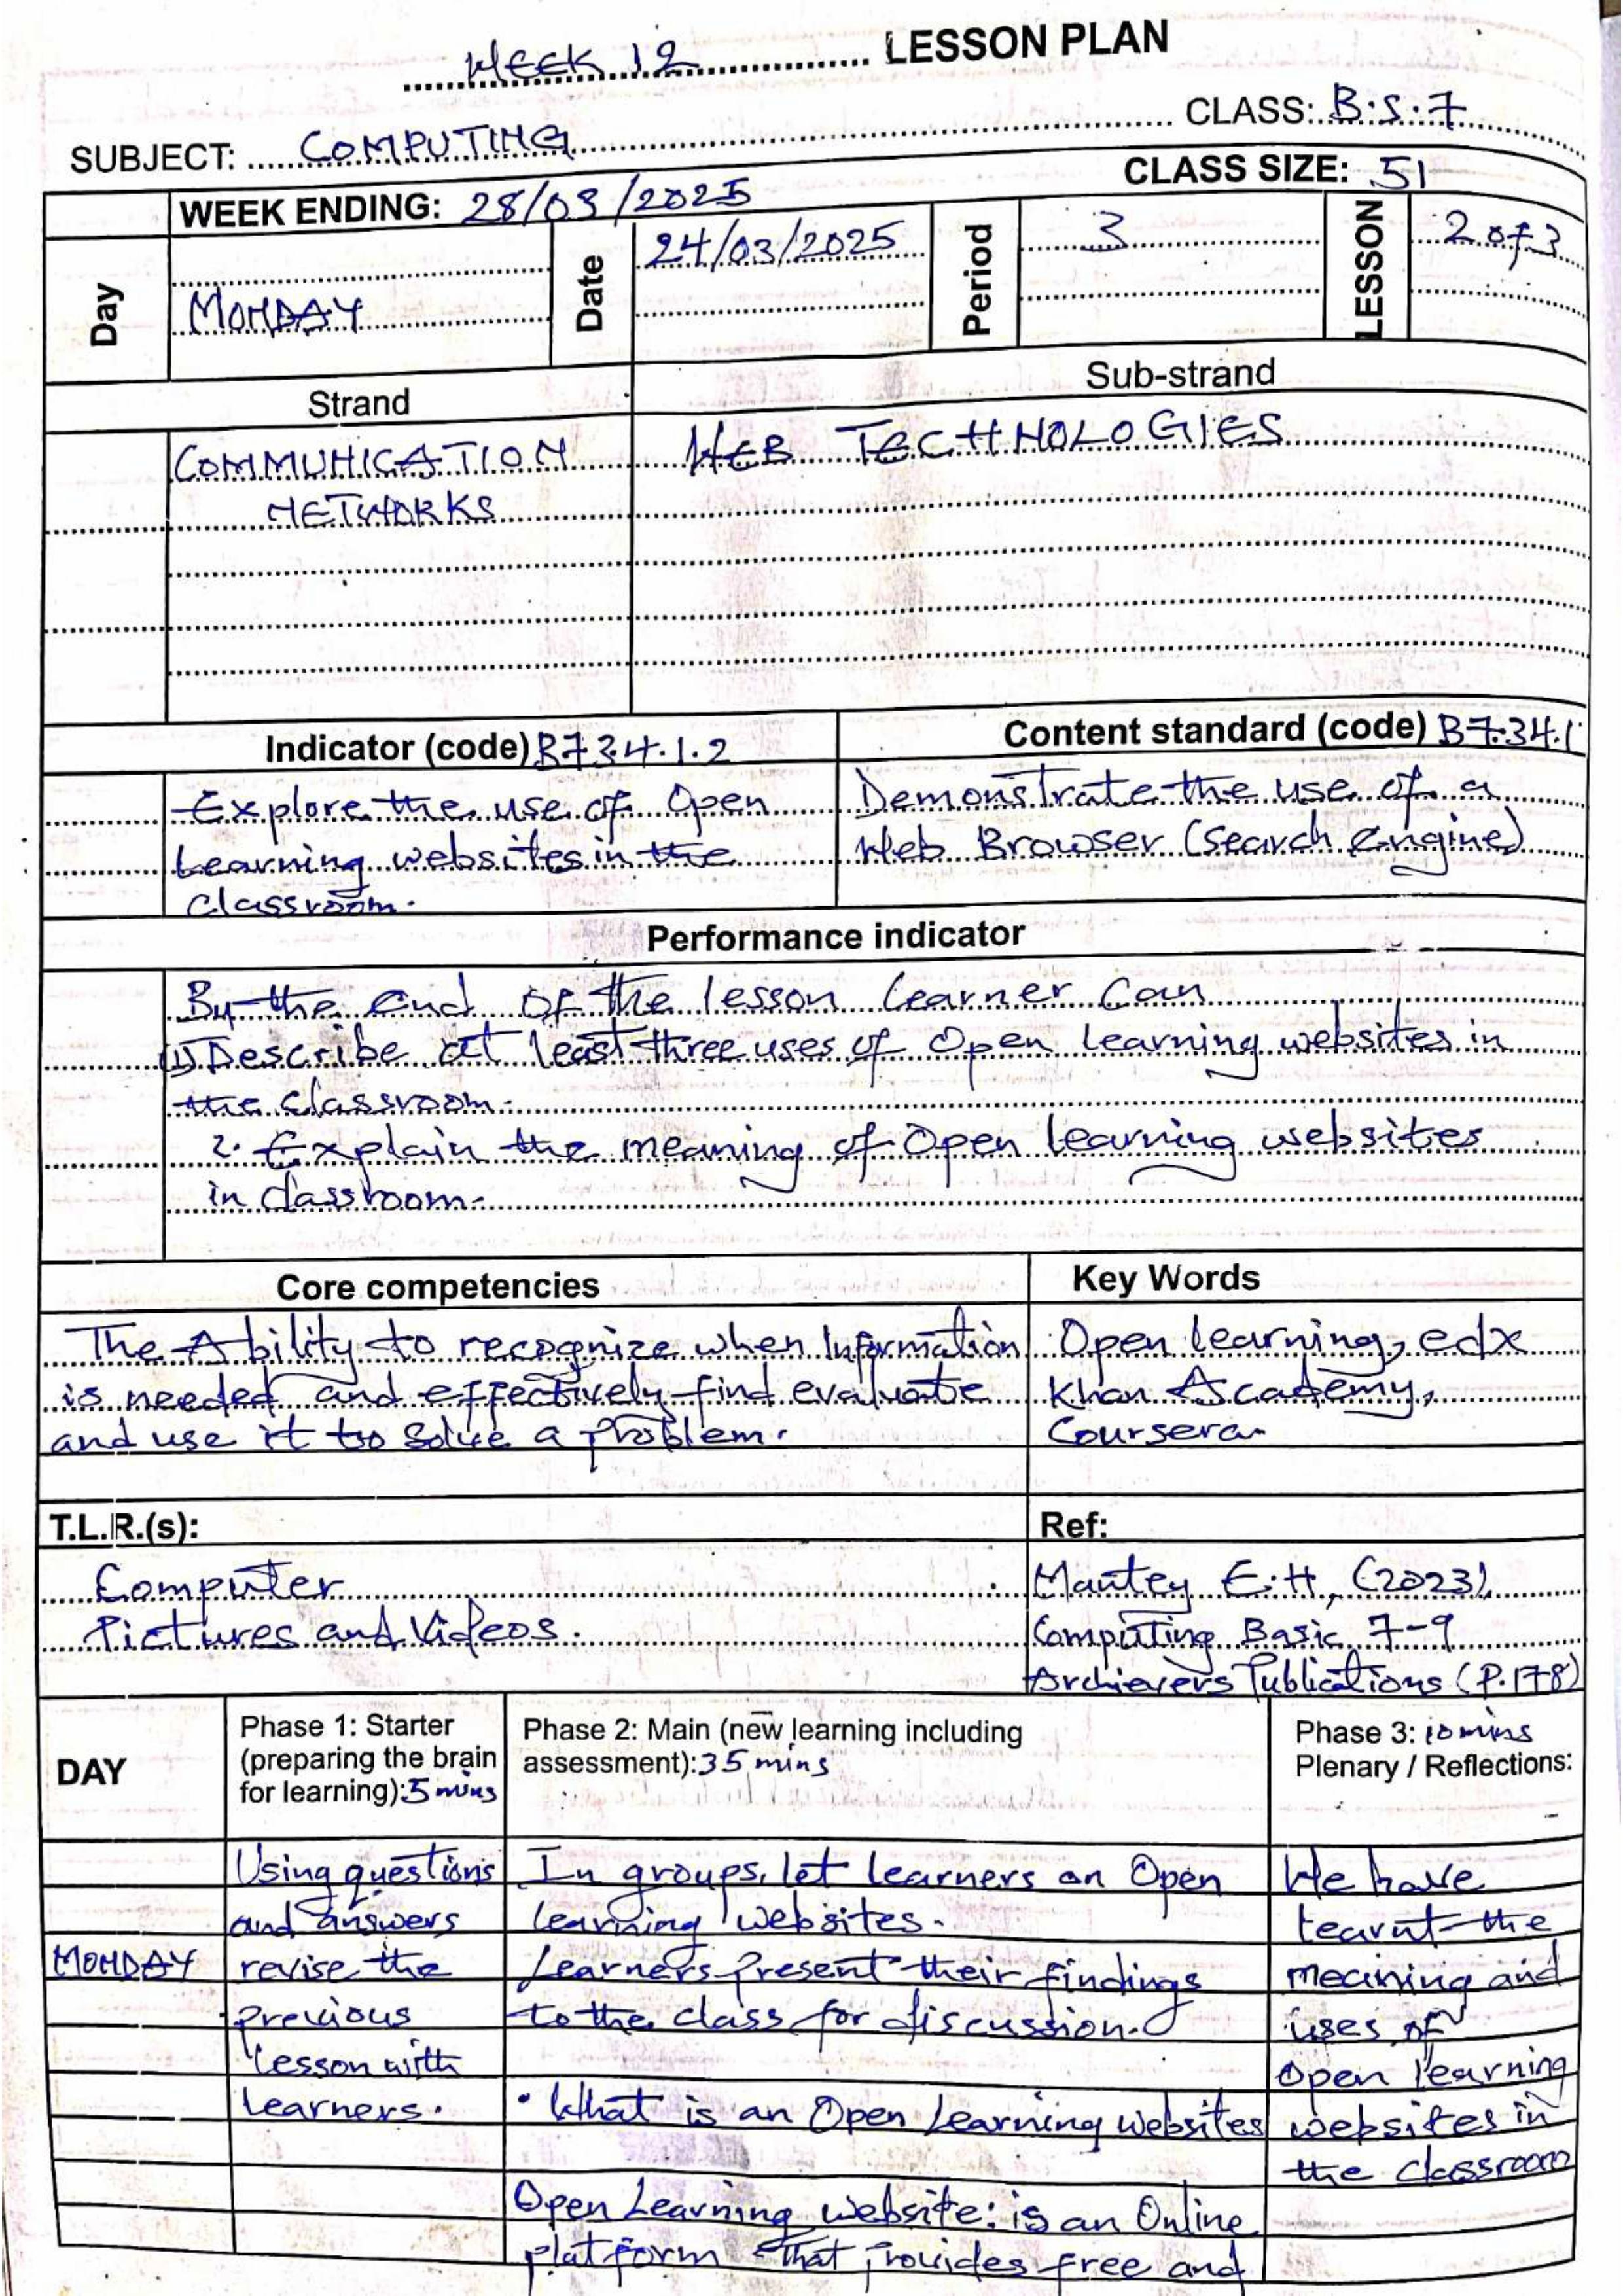 Week 12 LESSON PLAN
SUBJECT: COMPUTING CLASS: B.S.7
WEEK ENDING: 28/03/2025 CLASS SIZE: 51
Day MONDAY Date 24/03/2025 Period 3 LESSON 2 of 3
Strand Sub-strand
COMMUNICATION WEB TECHNOLOGIES
NETWORKS
Indicator (code) B7.3.4.1.2 Content standard (code) B7.34.1
Explore the use of Open Demonstrate the use of a
Learning websites in the Web Browser (Search Engine)
Classroom.
Performance indicator
By the end of the lesson learner can
(1) Describe at least three uses of Open learning websites in
the classroom.
2. Explain the meaning of Open learning websites
in classroom.
Core competencies Key Words
The Ability to recognize when Information Open learning, edx
is needed and effectively find evaluate Khan Academy,
and use it to solve a problem. Coursera
T.L.R.(s): Ref:
Computer Mantey E.H, (2023)
Pictures and Videos. Computing Basic 7-9
Archievers Publications (P.178)
DAY
Phase 1: Starter
(preparing the brain
for learning): 5 mins
Phase 2: Main (new learning including
assessment): 35 mins
Phase 3: 10 mins
Plenary / Reflections:
MONDAY
Using questions
and answers
revise the
previous
lesson with
learners.
In groups, let learners on Open
learning websites.
Learners present their findings
to the class for discussion.
• What is an Open Learning websites
Open Learning website: is an Online
platform that provides free and
We have
learnt the
meaning and
uses of
Open learning
websites in
the classroom